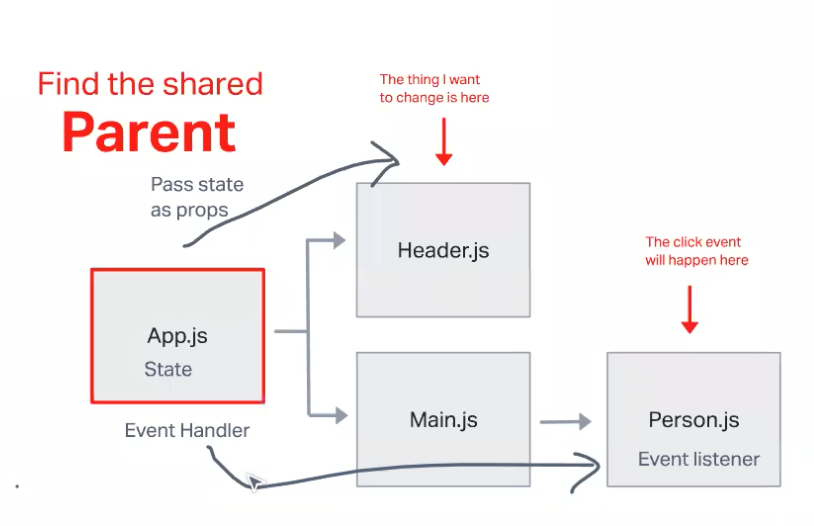 Find the shared
Parent
The thing I want
to change is here
Pass state
as props
Header.js
The click event
will happen here
App.js
State
Event Handler
Main.js
Person.js
Event listener